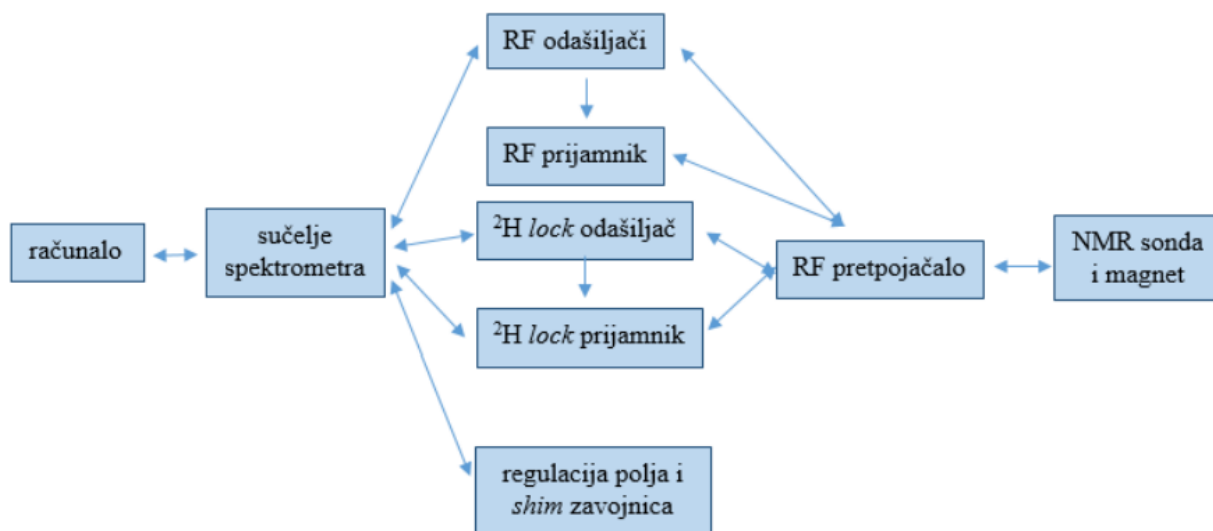 RF odašiljači
RF prijamnik
računalo
sučelje
spektrometra
²H lock odašiljač
²H lock prijamnik
RF pretpojačalo
NMR sonda
i magnet
regulacija polja i
shim zavojnica